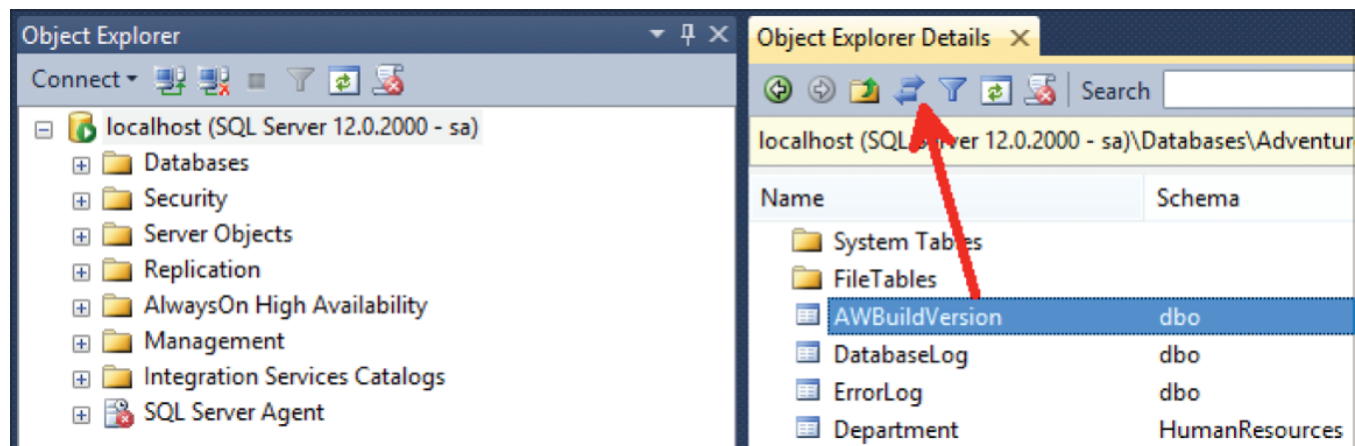 Object Explorer
Connect
localhost (SQL Server 12.0.2000 - sa)
Databases
Security
Server Objects
Replication
AlwaysOn High Availability
Management
Integration Services Catalogs
SQL Server Agent
Object Explorer Details
Search
localhost (SQL Server 12.0.2000 - sa)\Databases\Adventur
Name Schema
System Tables
FileTables
AWBuildVersion dbo
DatabaseLog dbo
ErrorLog dbo
Department HumanResources